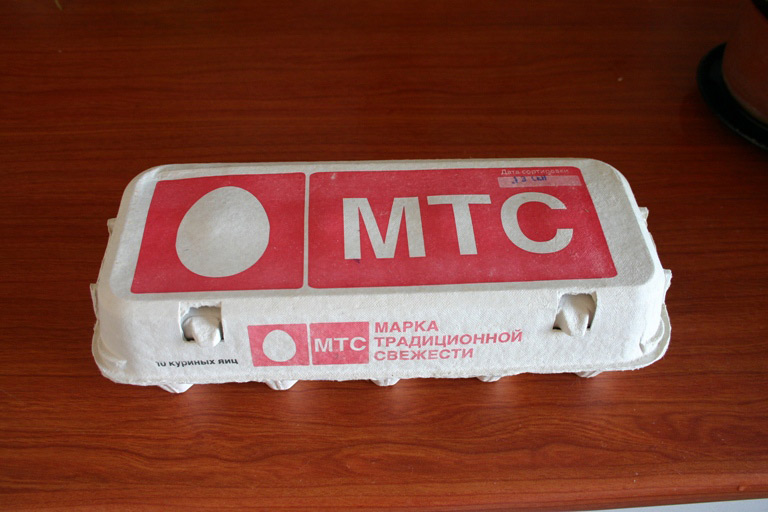 Дата сортировки
МТС
МТС
МАРКА
ТРАДИЦИОННОЙ
СВЕЖЕСТИ
10 куриных яиц